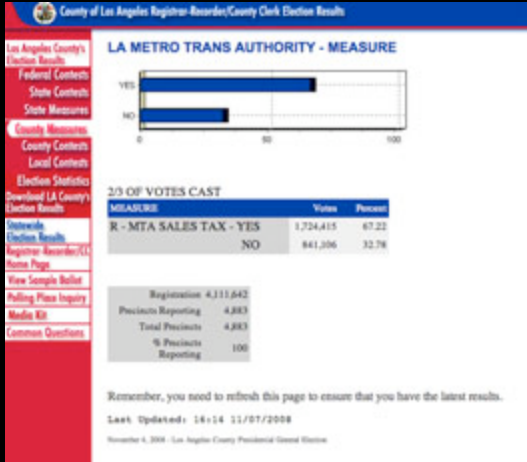 County of Los Angeles Registrar-Recorder/County Clerk Election Results
Los Angeles County's
Election Results
Federal Contests
State Contests
State Measures
County Measures
County Contests
Local Contests
Election Statistics
Download LA County's
Election Results
Statewide
Election Results
Registrar-Recorder/CC
Home Page
View Sample Ballot
Polling Place Inquiry
Media Kit
Common Questions
LA METRO TRANS AUTHORITY - MEASURE
YES
NO
0 50 100
2/3 OF VOTES CAST
MEASURE Votes Percent
R - MTA SALES TAX - YES 1,724,415 67.22
NO 841,106 32.78
Registration 4,111,642
Precincts Reporting 4,883
Total Precincts 4,883
% Precincts
Reporting 100
Remember, you need to refresh this page to ensure that you have the latest results.
Last Updated: 16:14 11/07/2008
November 4, 2008 - Los Angeles County Presidential General Election